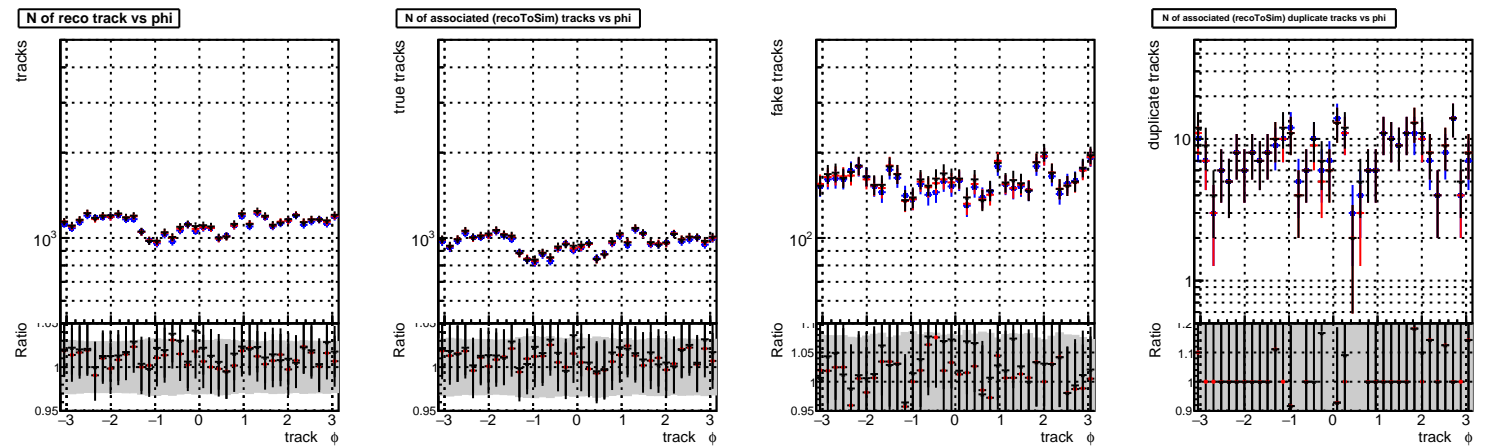 N of reco track vs phi
tracks
10³
Ratio
1.05
1
0.95
−3 −2 −1 0 1 2 3
track ϕ
N of associated (recoToSim) tracks vs phi
true tracks
10³
Ratio
1.05
1
0.95
−3 −2 −1 0 1 2 3
track ϕ
fake tracks
10²
Ratio
1.1
1.05
1
0.95
−3 −2 −1 0 1 2 3
track ϕ
N of associated (recoToSim) duplicate tracks vs phi
duplicate tracks
10
1
Ratio
1.2
1.1
1
0.9
−3 −2 −1 0 1 2 3
track ϕ